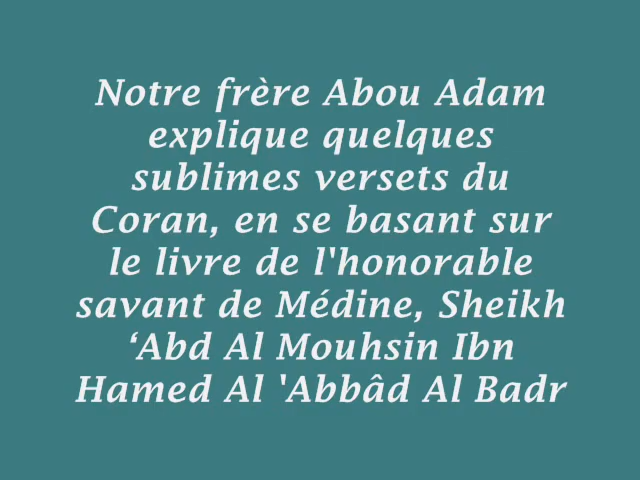 Notre frère Abou Adam
explique quelques
sublimes versets du
Coran, en se basant sur
le livre de l'honorable
savant de Médine, Sheikh
‘Abd Al Mouhsin Ibn
Hamed Al 'Abbâd Al Badr